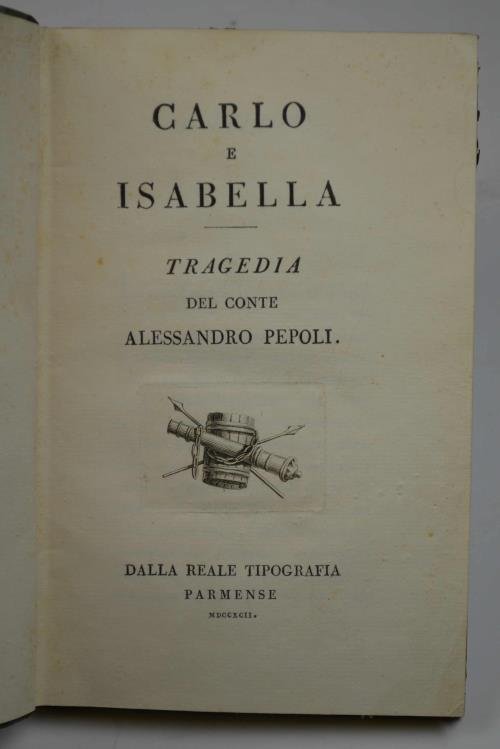 CARLO
E
ISABELLA
TRAGEDIA
DEL CONTE
ALESSANDRO PEPOLI.
DALLA REALE TIPOGRAFIA
PARMENSE
MDCCXCII.